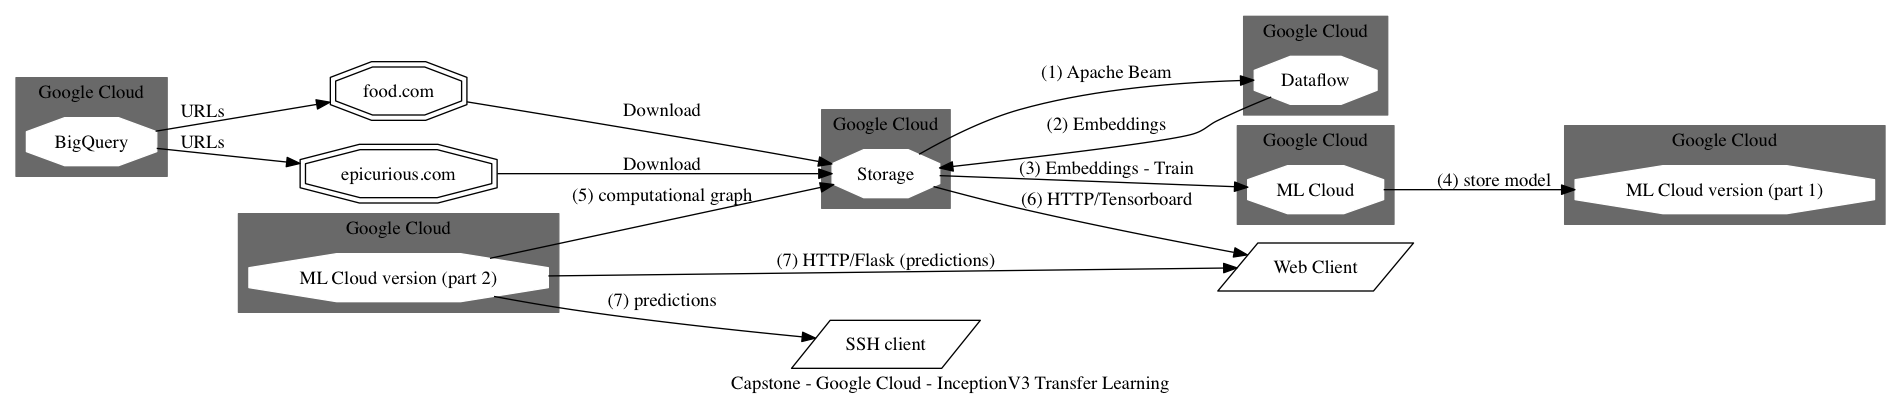 Google Cloud
BigQuery
URLs
URLs
food.com
epicurious.com
Download
Download
(5) computational graph
Google Cloud
ML Cloud version (part 2)
(7) HTTP/Flask (predictions)
(7) predictions
Google Cloud
Storage
SSH client
(1) Apache Beam
(2) Embeddings
(3) Embeddings - Train
(6) HTTP/Tensorboard
Google Cloud
Dataflow
Google Cloud
ML Cloud
Web Client
(4) store model
Google Cloud
ML Cloud version (part 1)
Capstone - Google Cloud - InceptionV3 Transfer Learning